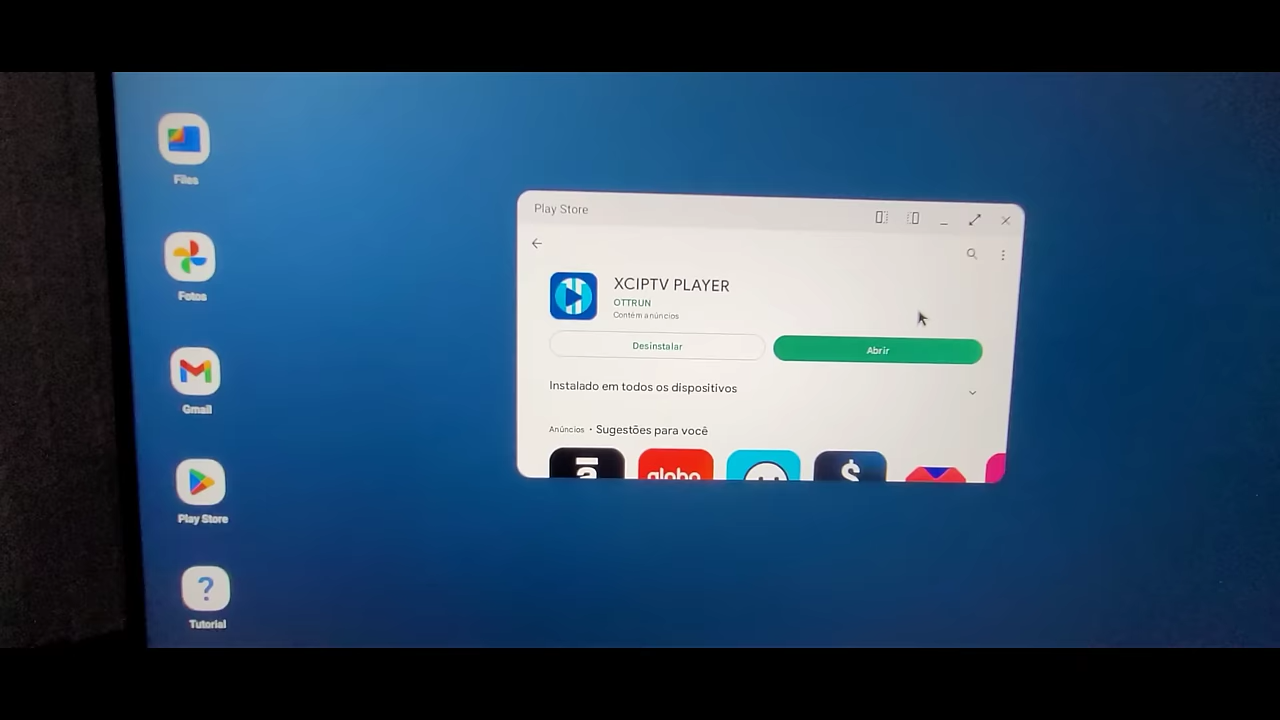 Files
Fotos
Gmail
Play Store
?
Tutorial
Play Store
XCIPTV PLAYER
OTTRUN
Contém anúncios
Desinstalar
Abrir
Instalado em todos os dispositivos
Anúncios • Sugestões para você
a
globo
$